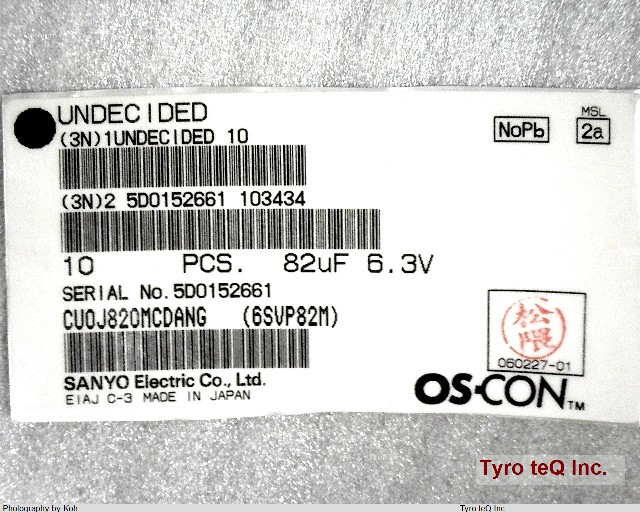 UNDECIDED
(3N)1UNDECIDED 10
NoPb
MSL
2a
(3N)2 5D0152661 103434
10 PCS. 82uF 6.3V
SERIAL No.5D0152661
CU0J820MCDANG (6SVP82M)
松
隈
060227-01
SANYO Electric Co., Ltd.
EIAJ C-3 MADE IN JAPAN
OS-CON TM
Tyro teQ Inc.
Photography by Koh
Tyro teQ Inc